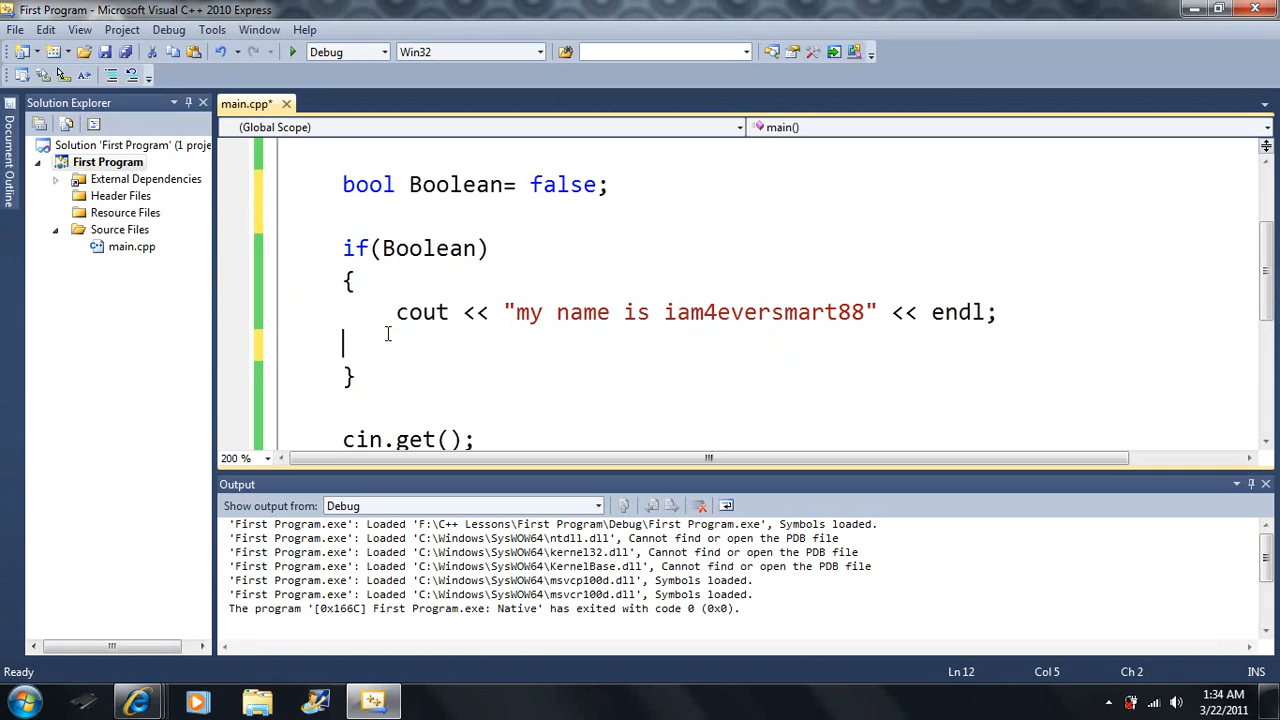 First Program - Microsoft Visual C++ 2010 Express
File Edit View Project Debug Tools Window Help
Debug Win32
Solution Explorer
main.cpp*
(Global Scope) main()
Document Outline
Solution 'First Program' (1 proje
First Program
External Dependencies
Header Files
Resource Files
Source Files
main.cpp
bool Boolean= false;
if(Boolean)
{
cout << "my name is iam4eversmart88" << endl;
}
cin.get();
200 %
Output
Show output from: Debug
'First Program.exe': Loaded 'F:\C++ Lessons\First Program\Debug\First Program.exe', Symbols loaded.
'First Program.exe': Loaded 'C:\Windows\SysWOW64\ntdll.dll', Cannot find or open the PDB file
'First Program.exe': Loaded 'C:\Windows\SysWOW64\kernel32.dll', Cannot find or open the PDB file
'First Program.exe': Loaded 'C:\Windows\SysWOW64\KernelBase.dll', Cannot find or open the PDB file
'First Program.exe': Loaded 'C:\Windows\SysWOW64\msvcp100d.dll', Symbols loaded.
'First Program.exe': Loaded 'C:\Windows\SysWOW64\msvcr100d.dll', Symbols loaded.
The program '[0x166C] First Program.exe: Native' has exited with code 0 (0x0).
Ready Ln 12 Col 5 Ch 2 INS
1:34 AM
3/22/2011